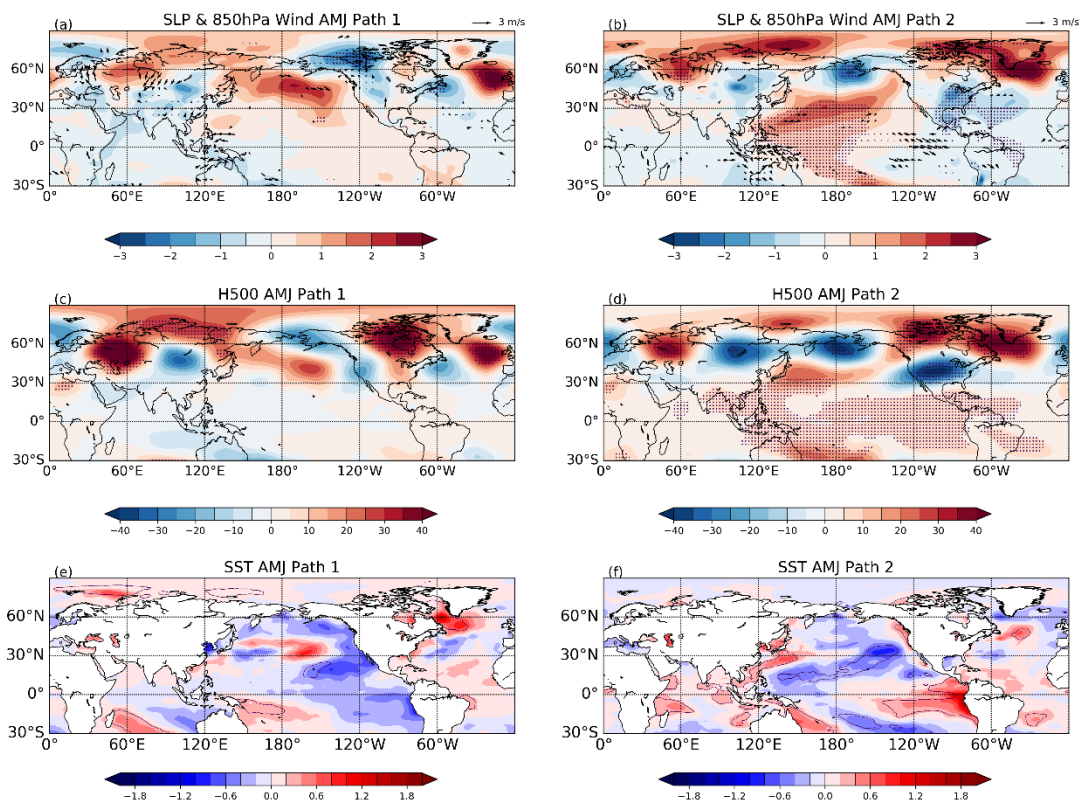 (a) SLP & 850hPa Wind AMJ Path 1 3 m/s
60°N
30°N
0°
30°S
0° 60°E 120°E 180° 120°W 60°W
−3 −2 −1 0 1 2 3
(b) SLP & 850hPa Wind AMJ Path 2 3 m/s
60°N
30°N
0°
30°S
0° 60°E 120°E 180° 120°W 60°W
−3 −2 −1 0 1 2 3
(c) H500 AMJ Path 1
60°N
30°N
0°
30°S
0° 60°E 120°E 180° 120°W 60°W
−40 −30 −20 −10 0 10 20 30 40
(d) H500 AMJ Path 2
60°N
30°N
0°
30°S
0° 60°E 120°E 180° 120°W 60°W
−40 −30 −20 −10 0 10 20 30 40
(e) SST AMJ Path 1
60°N
30°N
0°
30°S
0° 60°E 120°E 180° 120°W 60°W
−1.8 −1.2 −0.6 0.0 0.6 1.2 1.8
(f) SST AMJ Path 2
60°N
30°N
0°
30°S
0° 60°E 120°E 180° 120°W 60°W
−1.8 −1.2 −0.6 0.0 0.6 1.2 1.8